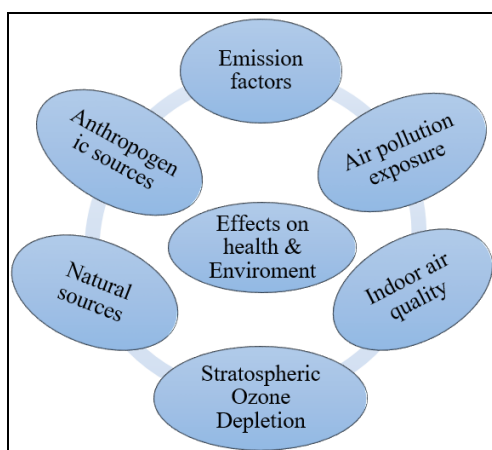 Emission
factors
Anthropogen
ic sources
Air pollution
exposure
Effects on
health &
Enviroment
Natural
sources
Indoor air
quality
Stratospheric
Ozone
Depletion